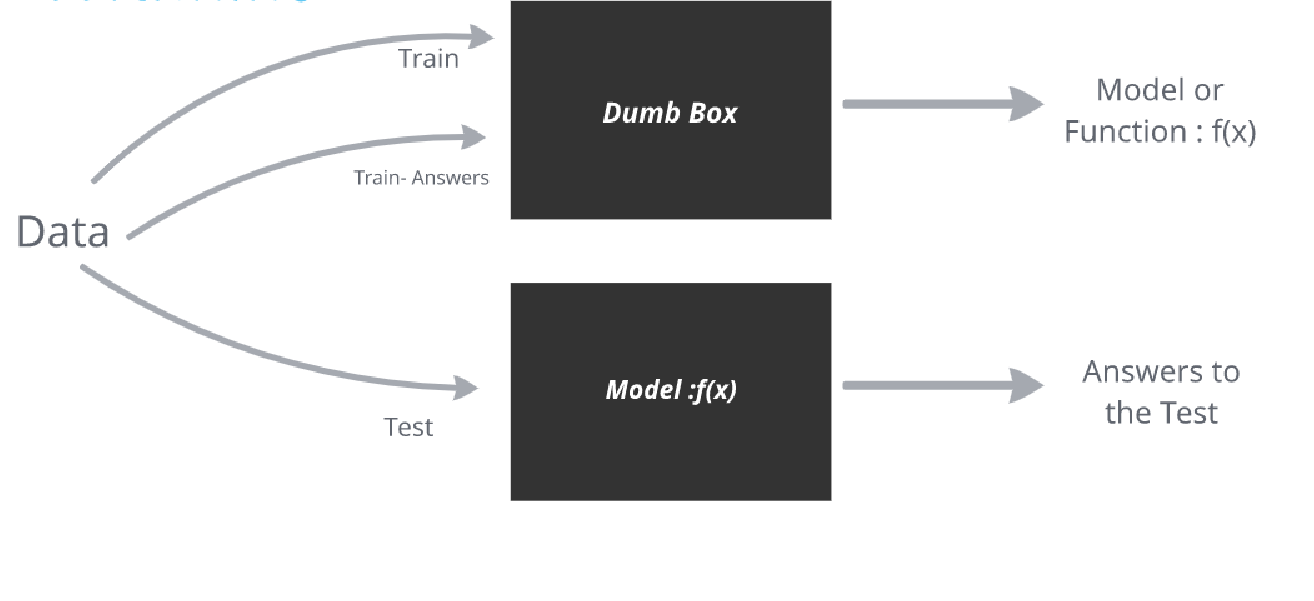 Train
Dumb Box
Model or
Function : f(x)
Train- Answers
Data
Model :f(x)
Answers to
the Test
Test